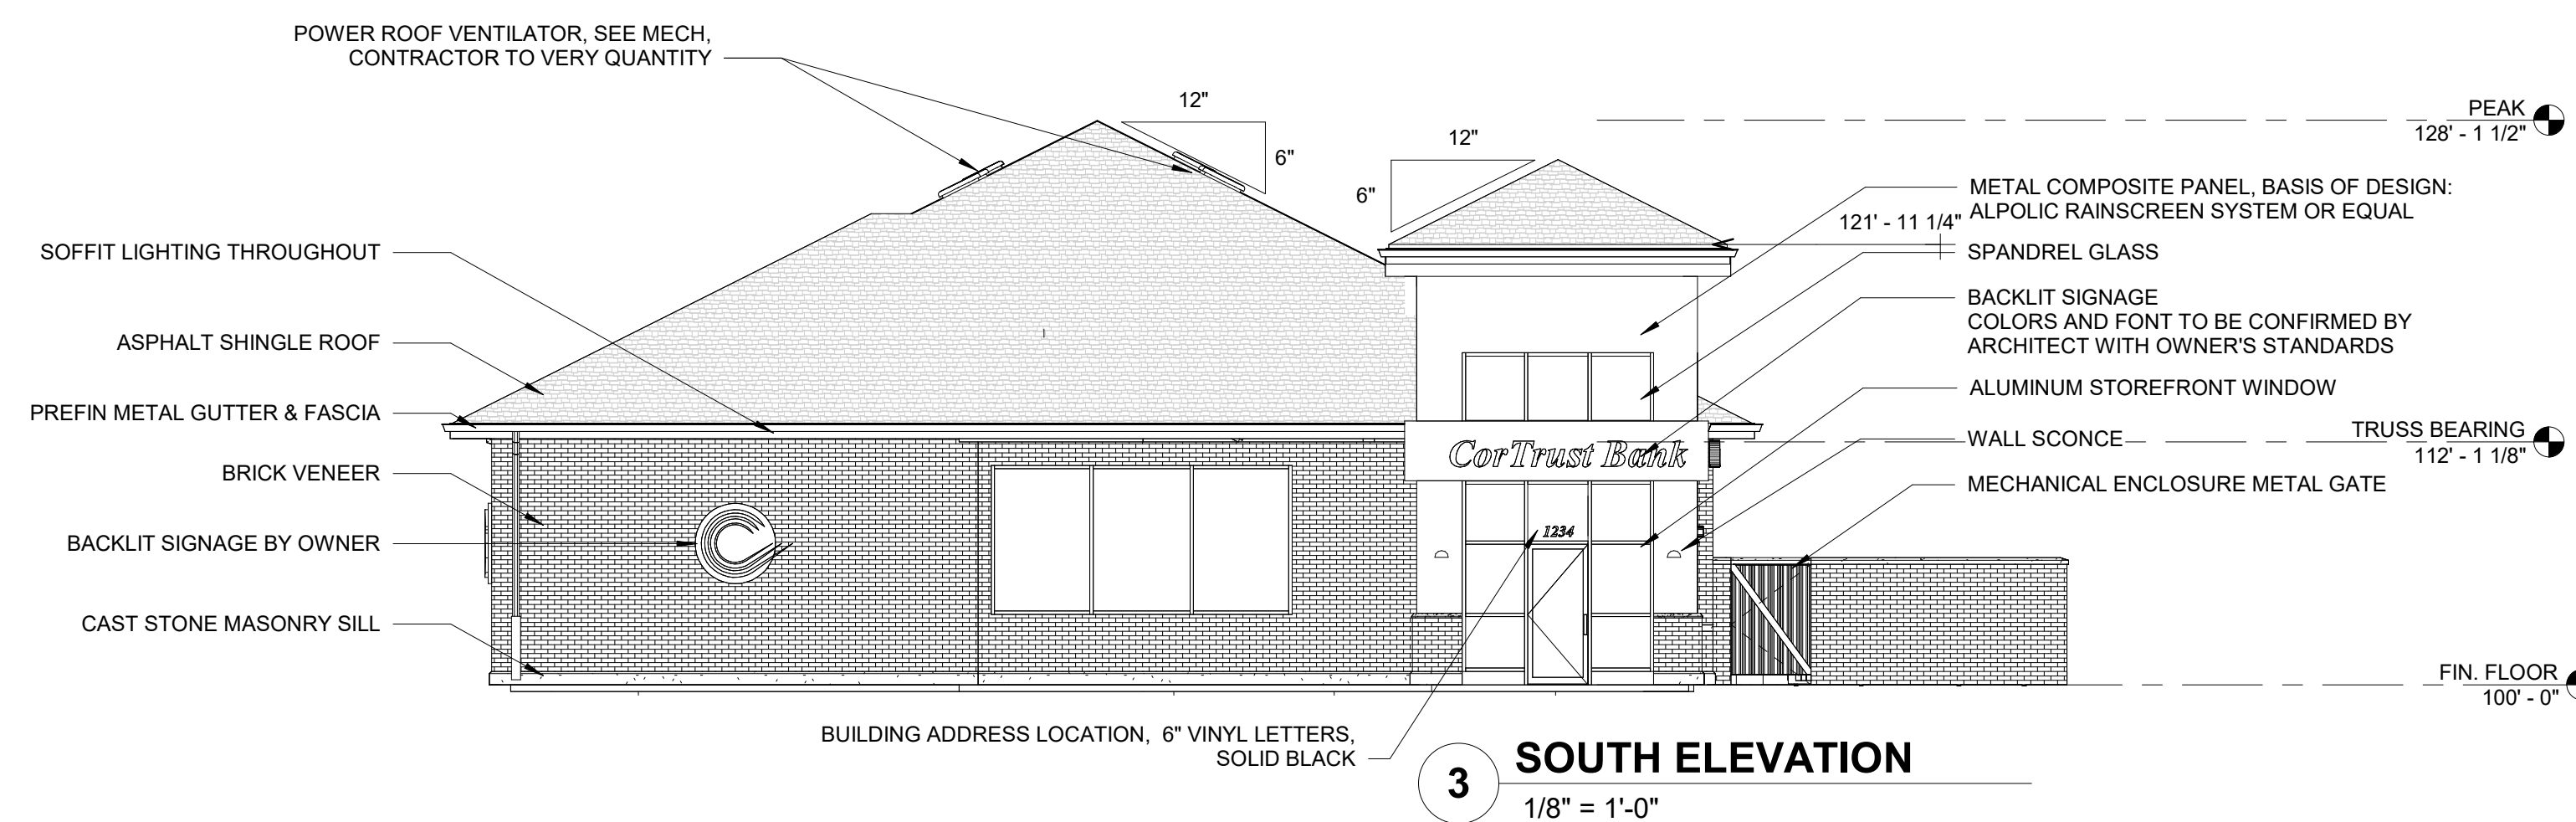 POWER ROOF VENTILATOR, SEE MECH,
CONTRACTOR TO VERY QUANTITY
12"
6"
12"
6"
PEAK
128' - 1 1/2"
METAL COMPOSITE PANEL, BASIS OF DESIGN:
ALPOLIC RAINSCREEN SYSTEM OR EQUAL
121' - 11 1/4"
SPANDREL GLASS
BACKLIT SIGNAGE
COLORS AND FONT TO BE CONFIRMED BY
ARCHITECT WITH OWNER'S STANDARDS
ALUMINUM STOREFRONT WINDOW
WALL SCONCE
TRUSS BEARING
112' - 1 1/8"
MECHANICAL ENCLOSURE METAL GATE
SOFFIT LIGHTING THROUGHOUT
ASPHALT SHINGLE ROOF
PREFIN METAL GUTTER & FASCIA
BRICK VENEER
BACKLIT SIGNAGE BY OWNER
CAST STONE MASONRY SILL
CorTrust Bank
1234
FIN. FLOOR
100' - 0"
BUILDING ADDRESS LOCATION, 6" VINYL LETTERS,
SOLID BLACK
3
SOUTH ELEVATION
1/8" = 1'-0"